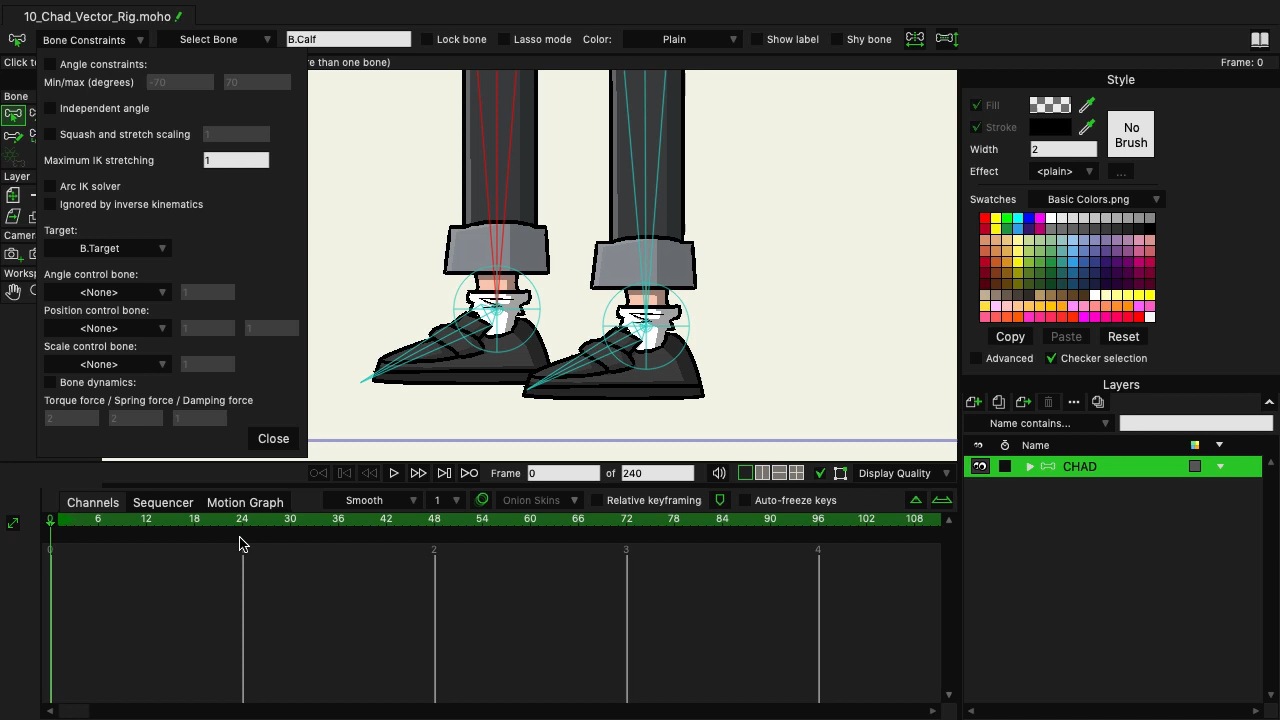 10_Chad_Vector_Rig.moho
Bone Constraints Select Bone B.Calf Lock bone Lasso mode Color: Plain Show label Shy bone
Click to re than one bone) Frame: 0
Angle constraints:
Min/max (degrees) -70 70
Independent angle
Squash and stretch scaling 1
Maximum IK stretching 1
Arc IK solver
Ignored by inverse kinematics
Target:
B.Target
Angle control bone:
<None> 1
Position control bone:
<None> 1 1
Scale control bone:
<None> 1
Bone dynamics:
Torque force / Spring force / Damping force
2 2 1
Close
Bone
Layer
Camer
Worksp
Style
Fill
Stroke
No Brush
Width 2
Effect <plain> ...
Swatches Basic Colors.png
Copy Paste Reset
Advanced Checker selection
Layers
Name contains...
Name
CHAD
Frame 0 of 240 Display Quality
Channels Sequencer Motion Graph Smooth 1 Onion Skins Relative keyframing Auto-freeze keys
0 6 12 18 24 30 36 42 48 54 60 66 72 78 84 90 96 102 108
0 2 3 4